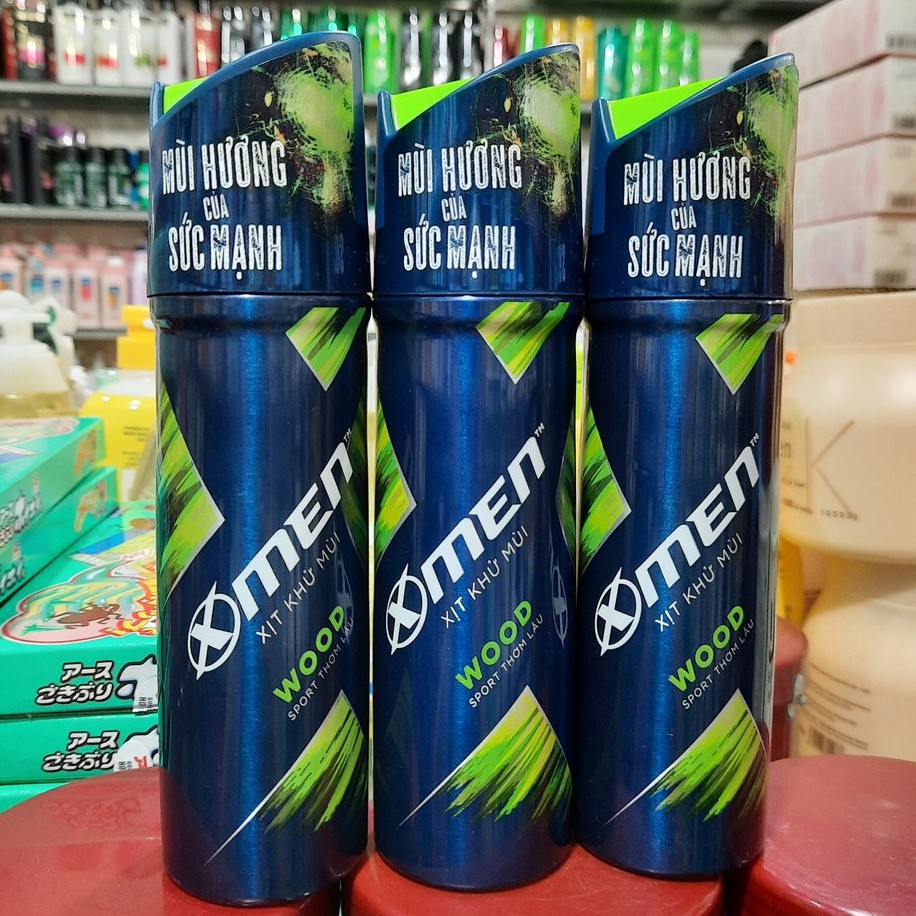 MÙI HƯƠNG
CỦA
SỨC MẠNH
XMEN™
XỊT KHỬ MÙI
WOOD
SPORT THƠM LÂU
MÙI HƯƠNG
CỦA
SỨC MẠNH
XMEN™
XỊT KHỬ MÙI
WOOD
SPORT THƠM LÂU
MÙI HƯƠNG
CỦA
SỨC MẠNH
XMEN™
XỊT KHỬ MÙI
WOOD
SPORT THƠM LÂU
アース
ごきぶり
アース
ごきぶり
K